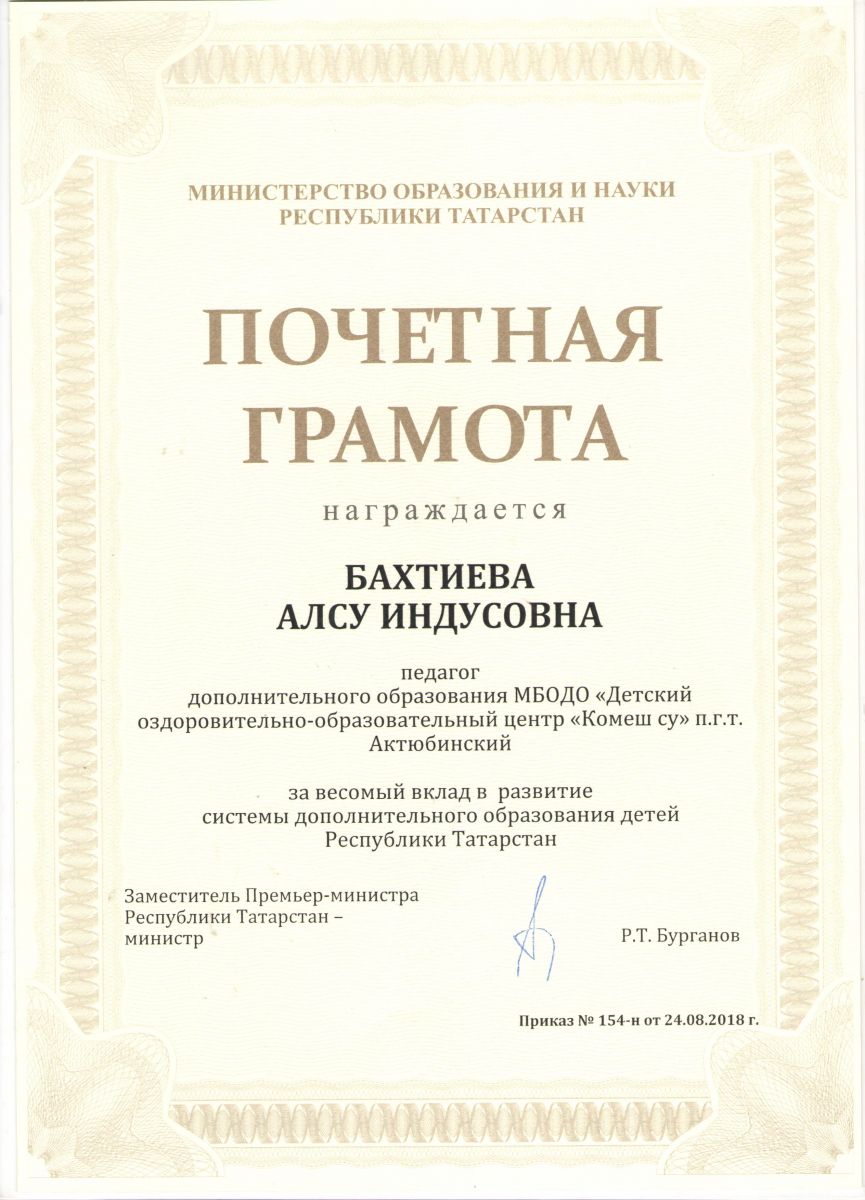 МИНИСТЕРСТВО ОБРАЗОВАНИЯ И НАУКИ
РЕСПУБЛИКИ ТАТАРСТАН
ПОЧЕТНАЯ
ГРАМОТА
награждается
БАХТИЕВА
АЛСУ ИНДУСОВНА
педагог
дополнительного образования МБОДО «Детский
оздоровительно-образовательный центр «Комеш су» п.г.т.
Актюбинский
за весомый вклад в развитие
системы дополнительного образования детей
Республики Татарстан
Заместитель Премьер-министра
Республики Татарстан –
министр
Р.Т. Бурганов
Приказ № 154-н от 24.08.2018 г.